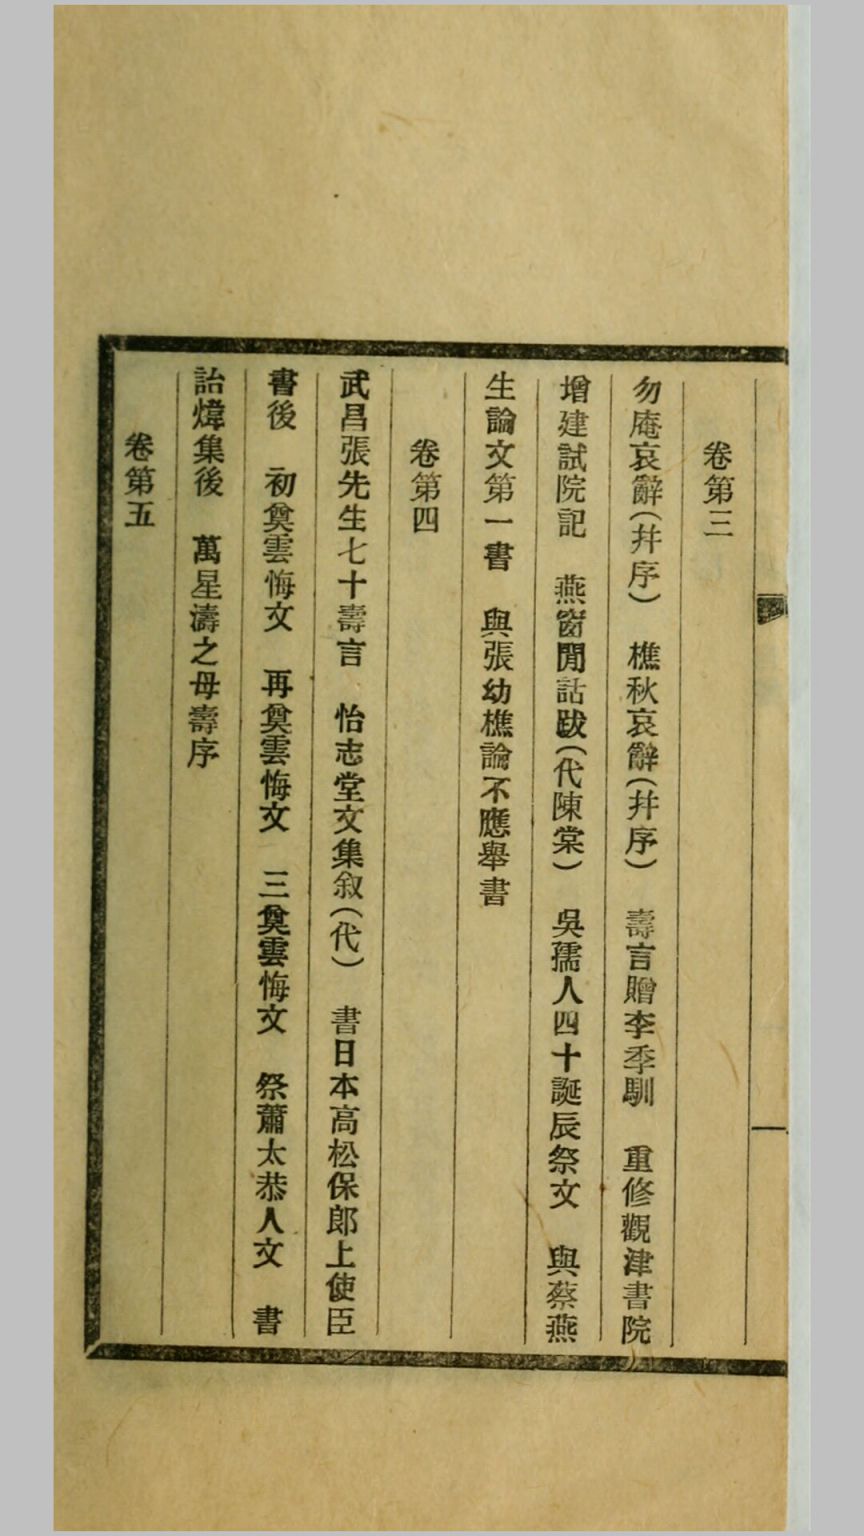 卷第三
勿庵哀辭(幷序) 樵秋哀辭(幷序) 壽言贈李季馴 重修觀津書院
增建試院記 燕窗閒話跋(代陳棠) 吳孺人四十誕辰祭文 與蔡燕
生論文第一書 與張幼樵論不應舉書
卷第四
武昌張先生七十壽言 怡志堂文集叙(代) 書日本高松保郎上使臣
書後 初奠雲悔文 再奠雲悔文 三奠雲悔文 祭蕭太恭人文 書
詒煒集後 萬星濤之母壽序
卷第五